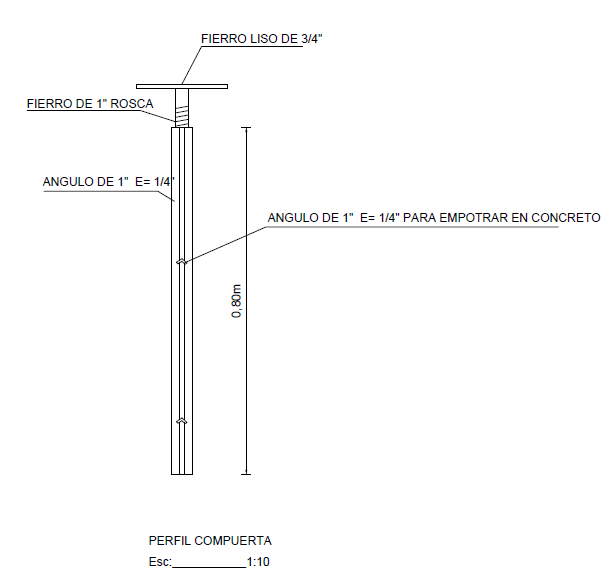 FIERRO LISO DE 3/4"
FIERRO DE 1" ROSCA
ANGULO DE 1" E= 1/4"
ANGULO DE 1" E= 1/4" PARA EMPOTRAR EN CONCRETO
0,80m
PERFIL COMPUERTA
Esc:___________1:10